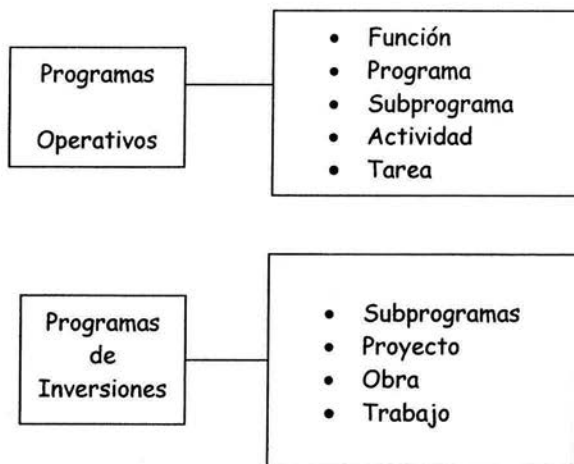 Programas
Operativos
• Función
• Programa
• Subprograma
• Actividad
• Tarea
Programas
de
Inversiones
• Subprogramas
• Proyecto
• Obra
• Trabajo